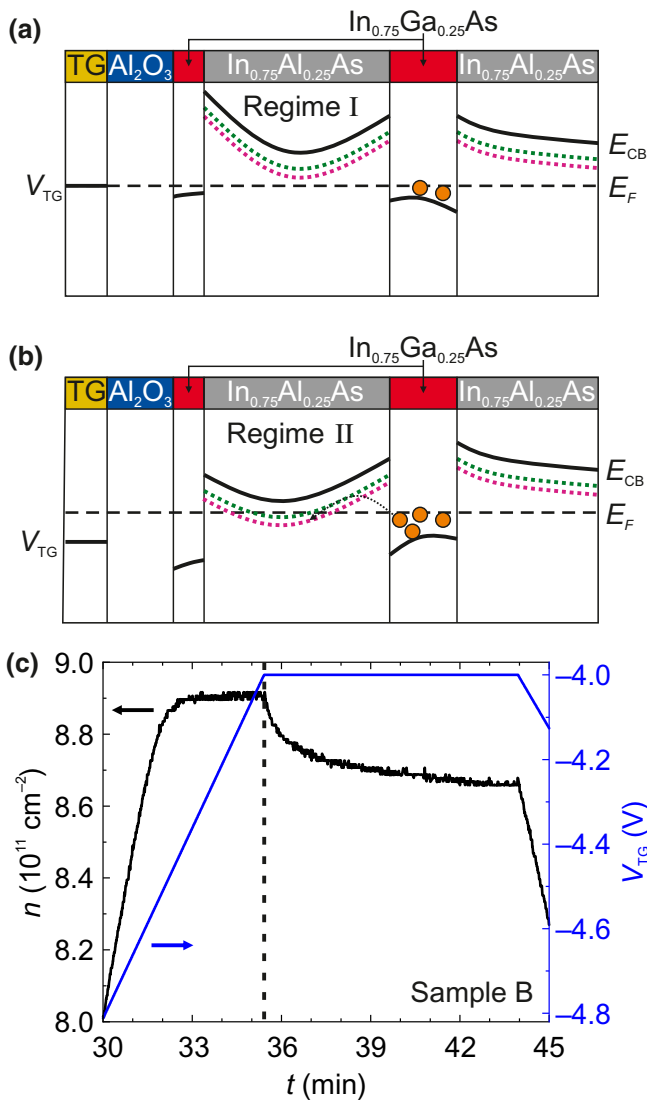 (a)
In0.75Ga0.25As
TG Al2O3 In0.75Al0.25As In0.75Al0.25As
Regime I
ECB
VTG
EF
(b)
In0.75Ga0.25As
TG Al2O3 In0.75Al0.25As In0.75Al0.25As
Regime II
ECB
EF
VTG
(c)
9.0
8.8
8.6
8.4
8.2
8.0
n (10¹¹ cm⁻²)
−4.0
−4.2
−4.4
−4.6
−4.8
VTG (V)
Sample B
30 33 36 39 42 45
t (min)